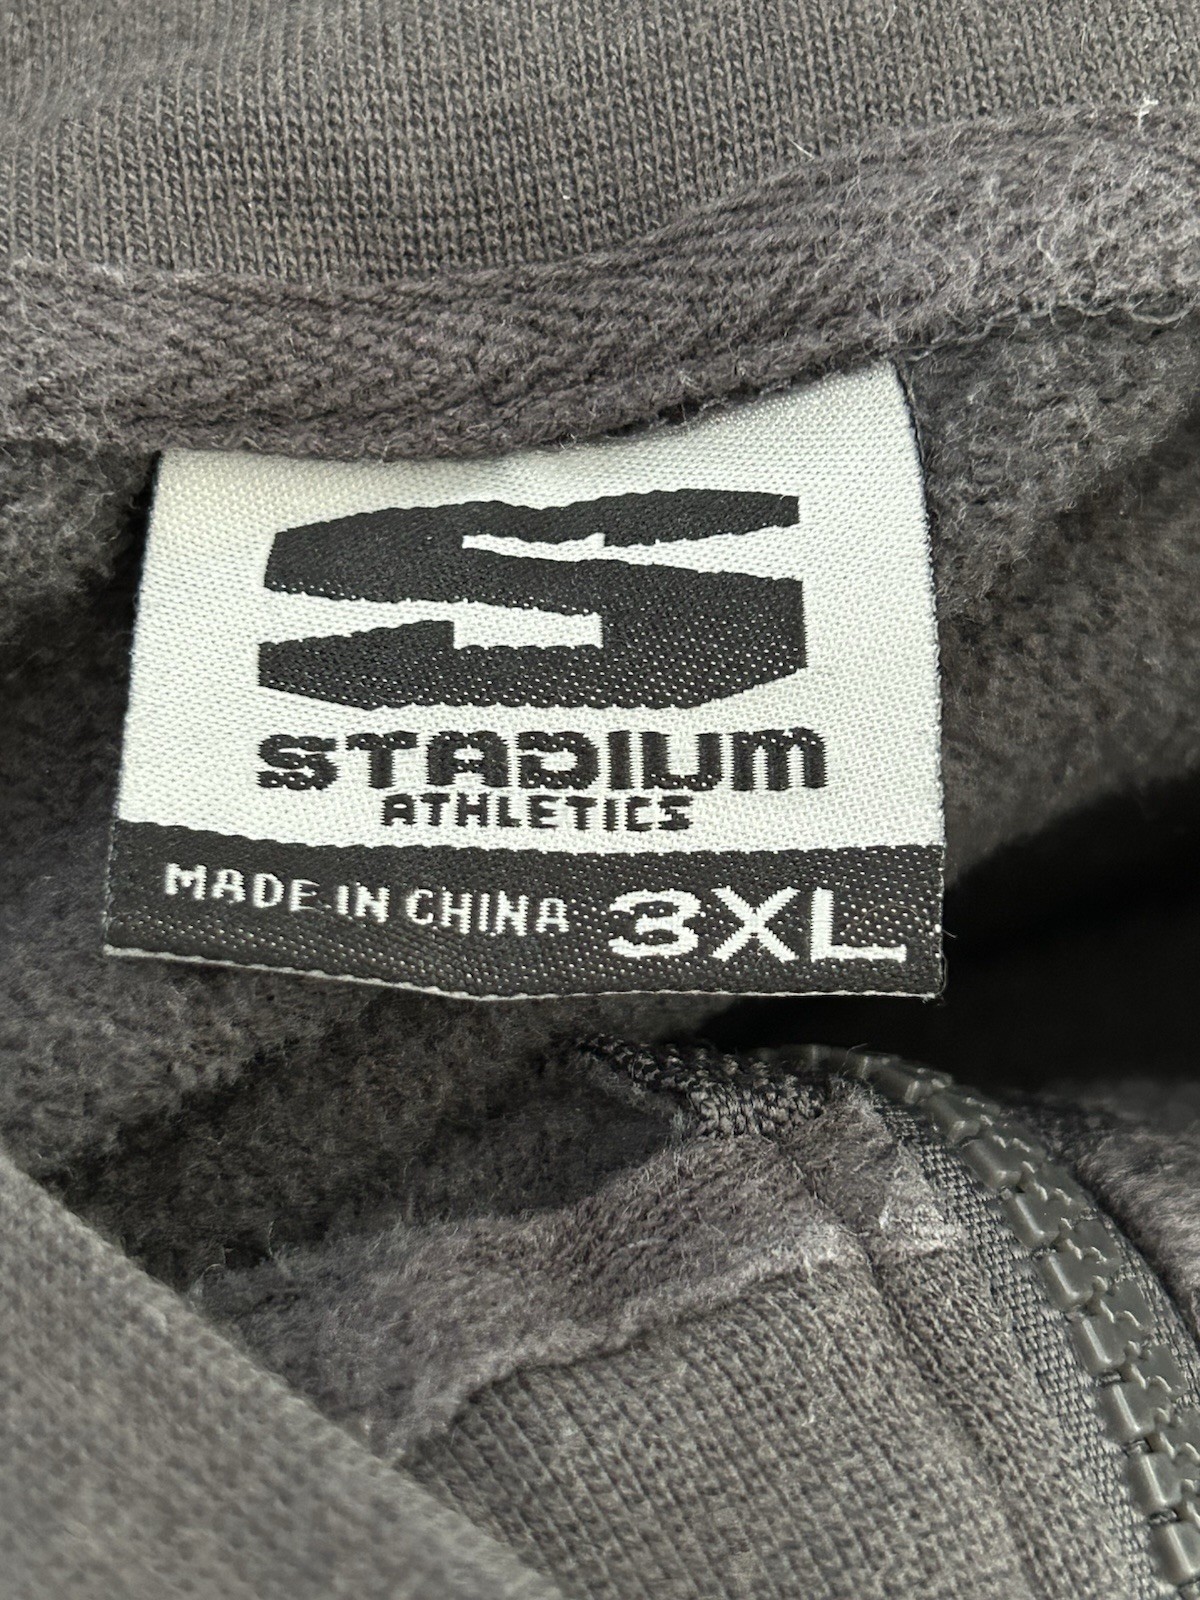 S
STADIUM
ATHLETICS
MADE IN CHINA 3XL